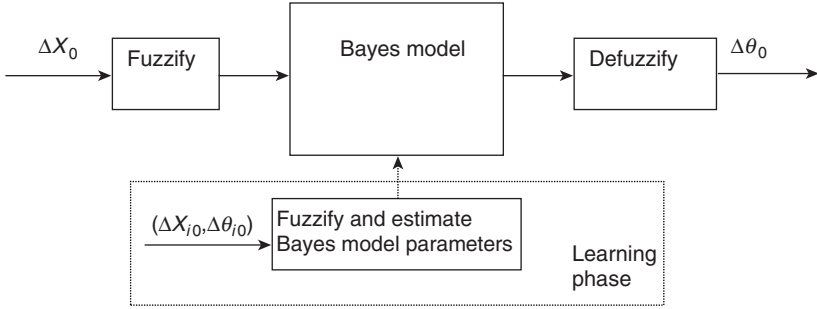 ΔX₀
Fuzzify
Bayes model
Defuzzify
Δθ₀
(ΔXᵢ₀,Δθᵢ₀)
Fuzzify and estimate
Bayes model parameters
Learning
phase